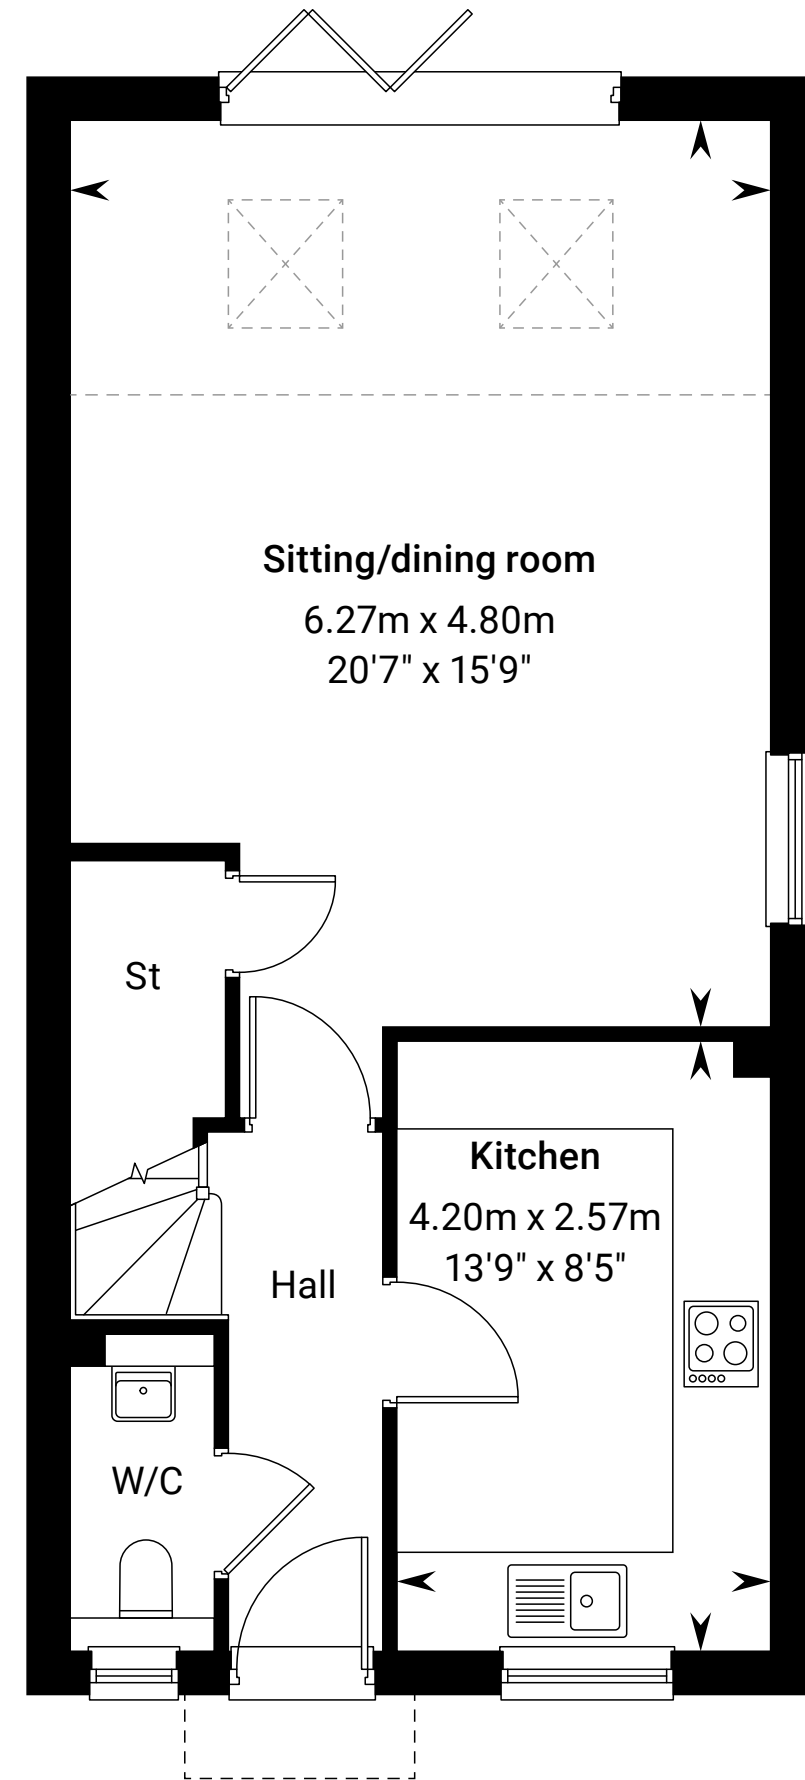 Sitting/dining room
6.27m x 4.80m
20'7" x 15'9"
St
Kitchen
4.20m x 2.57m
13'9" x 8'5"
Hall
W/C